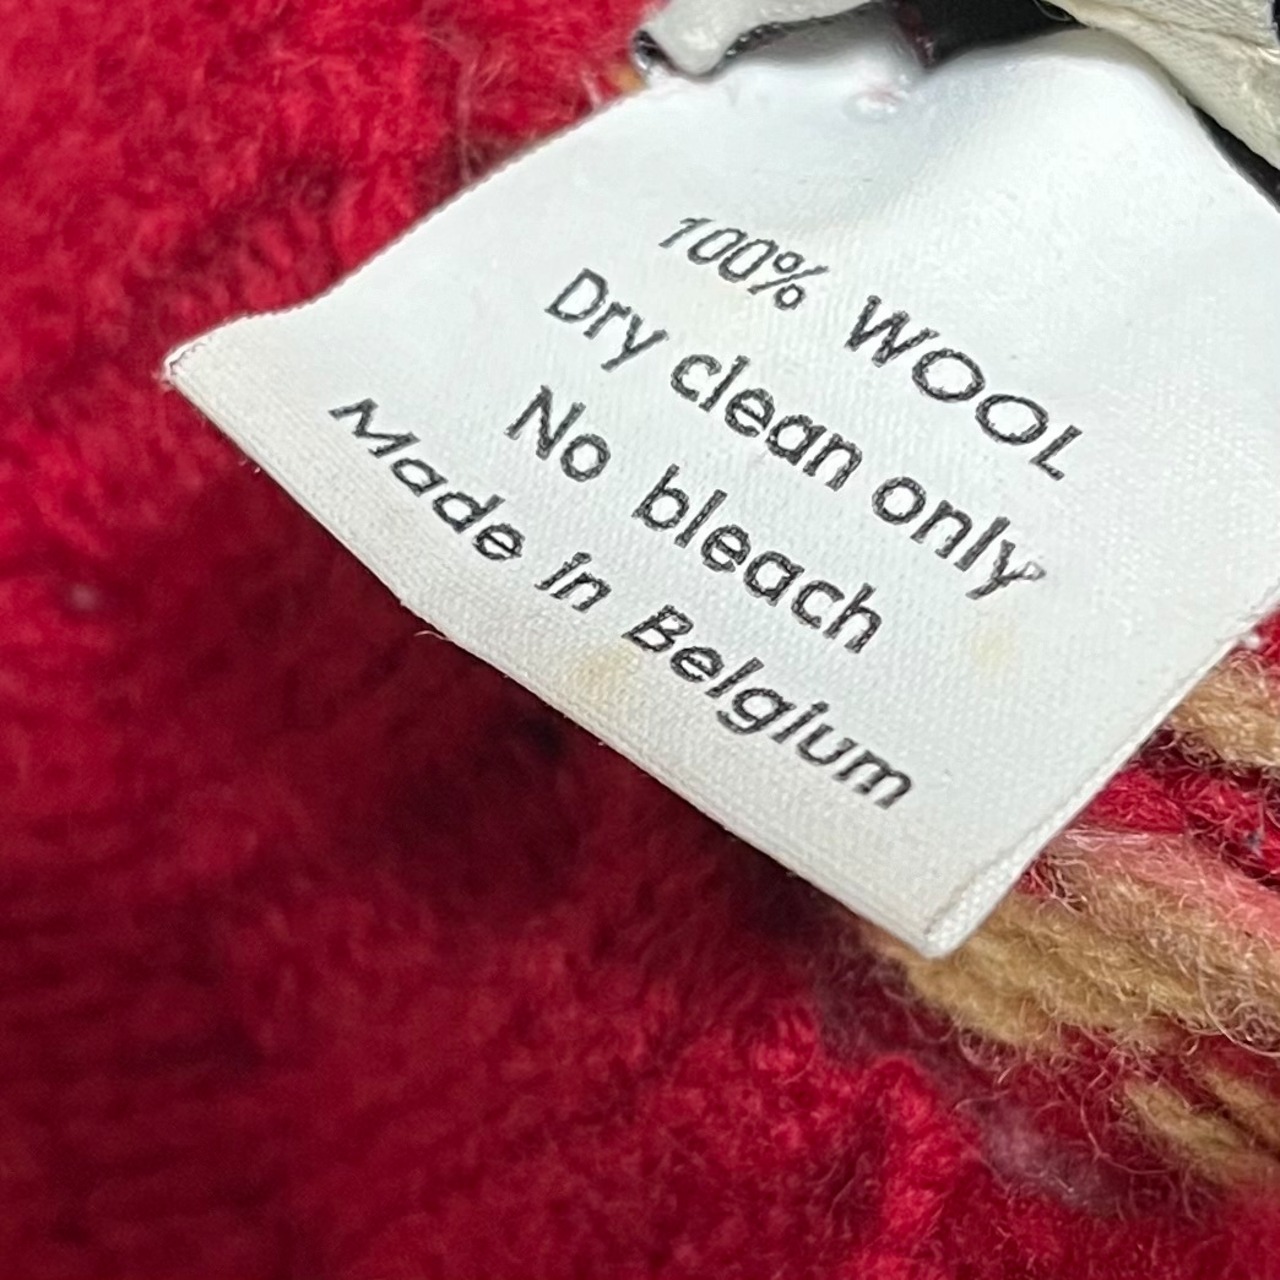 100% WOOL
Dry clean only
No bleach
Made in Belgium